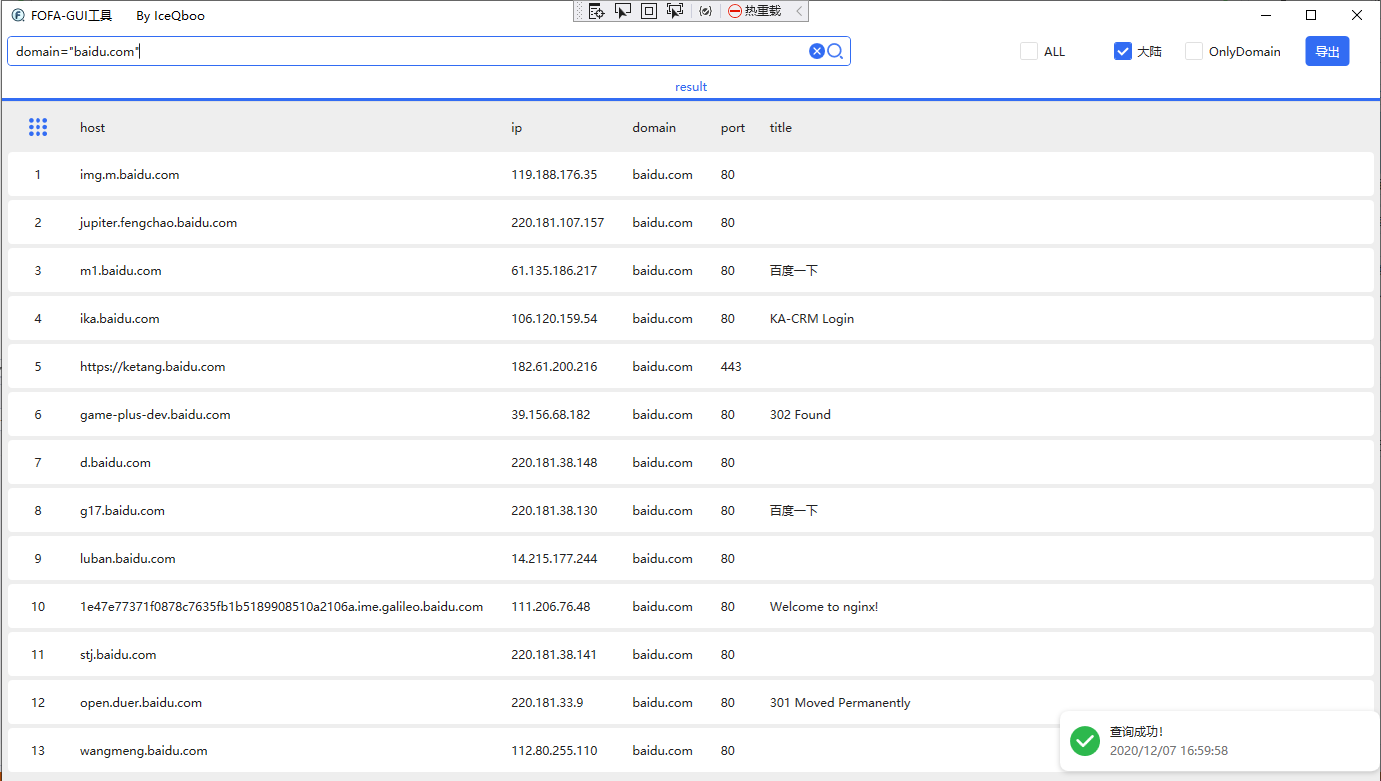 FOFA-GUI工具 By IceQboo
热重载
domain="baidu.com"
ALL 大陆 OnlyDomain 导出
result
host ip domain port title
1 img.m.baidu.com 119.188.176.35 baidu.com 80
2 jupiter.fengchao.baidu.com 220.181.107.157 baidu.com 80
3 m1.baidu.com 61.135.186.217 baidu.com 80 百度一下
4 ika.baidu.com 106.120.159.54 baidu.com 80 KA-CRM Login
5 https://ketang.baidu.com 182.61.200.216 baidu.com 443
6 game-plus-dev.baidu.com 39.156.68.182 baidu.com 80 302 Found
7 d.baidu.com 220.181.38.148 baidu.com 80
8 g17.baidu.com 220.181.38.130 baidu.com 80 百度一下
9 luban.baidu.com 14.215.177.244 baidu.com 80
10 1e47e77371f0878c7635fb1b5189908510a2106a.ime.galileo.baidu.com 111.206.76.48 baidu.com 80 Welcome to nginx!
11 stj.baidu.com 220.181.38.141 baidu.com 80
12 open.duer.baidu.com 220.181.33.9 baidu.com 80 301 Moved Permanently
13 wangmeng.baidu.com 112.80.255.110 baidu.com 80
查询成功!
2020/12/07 16:59:58